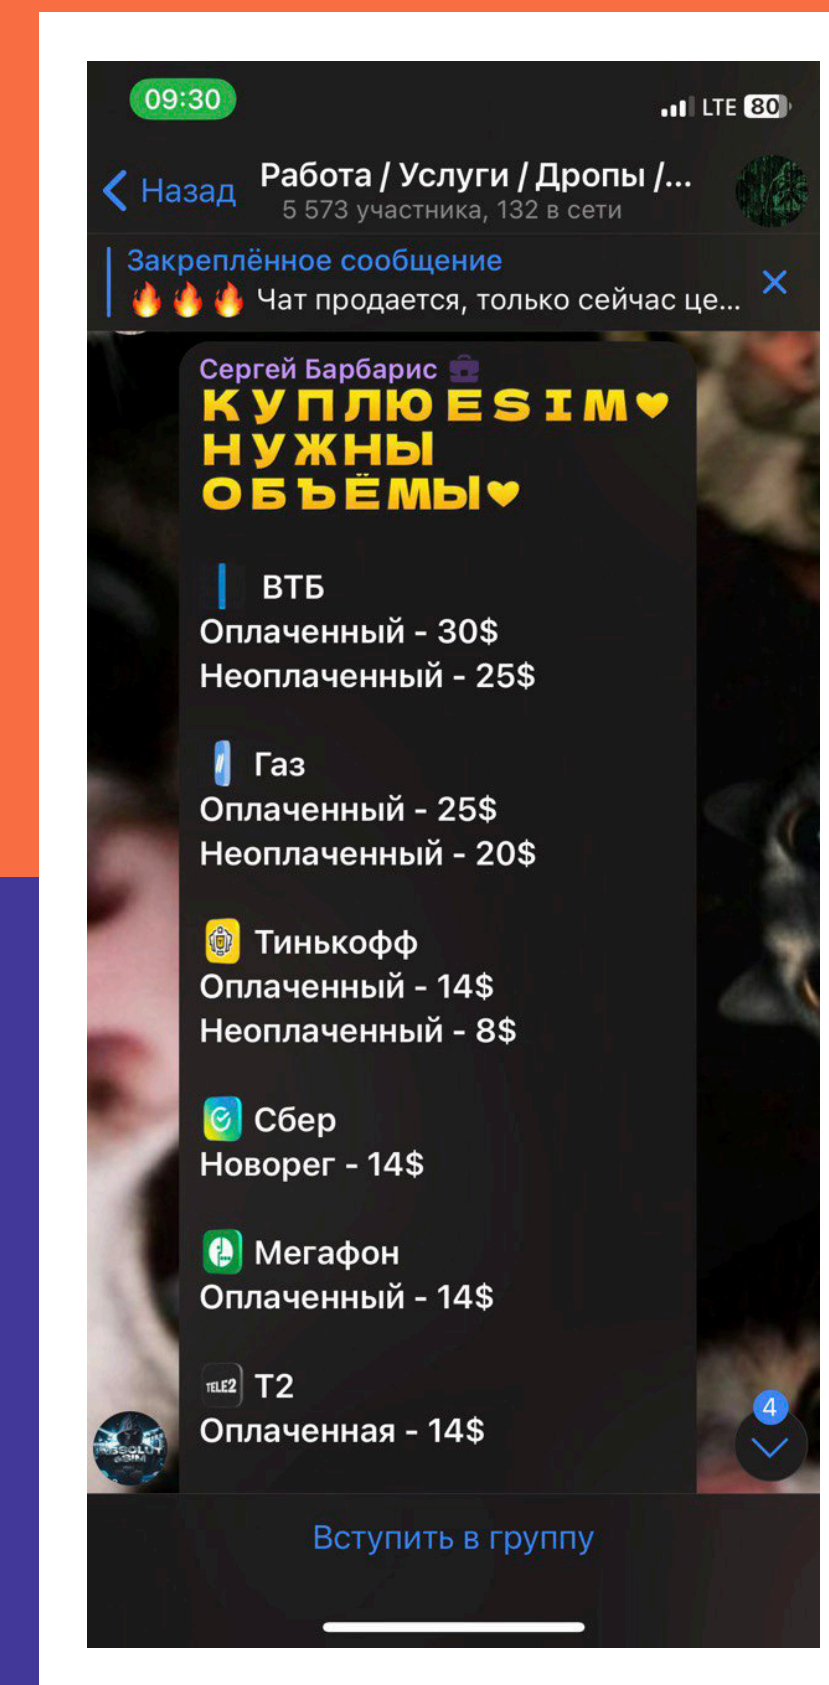 09:30
LTE 80
Назад
Работа / Услуги / Дропы /...
5 573 участника, 132 в сети
Закреплённое сообщение
🔥🔥🔥 Чат продается, только сейчас це...
Сергей Барбарис
КУПЛЮ ESIM💛
НУЖНЫ
ОБЪЁМЫ💛
ВТБ
Оплаченный - 30$
Неоплаченный - 25$
Газ
Оплаченный - 25$
Неоплаченный - 20$
Тинькофф
Оплаченный - 14$
Неоплаченный - 8$
Сбер
Новорег - 14$
Мегафон
Оплаченный - 14$
TELE2 Т2
Оплаченная - 14$
ABSOLUT
eSIM
4
Вступить в группу